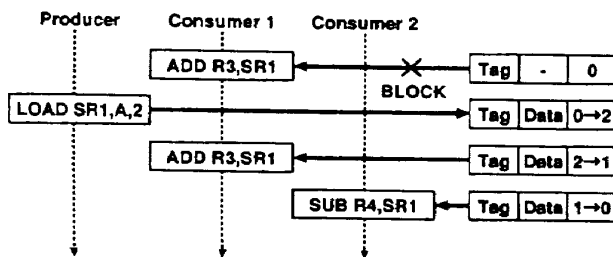 Producer Consumer 1 Consumer 2
ADD R3,SR1 Tag - 0
BLOCK
LOAD SR1,A,2 Tag Data 0→2
ADD R3,SR1 Tag Data 2→1
SUB R4,SR1 Tag Data 1→0